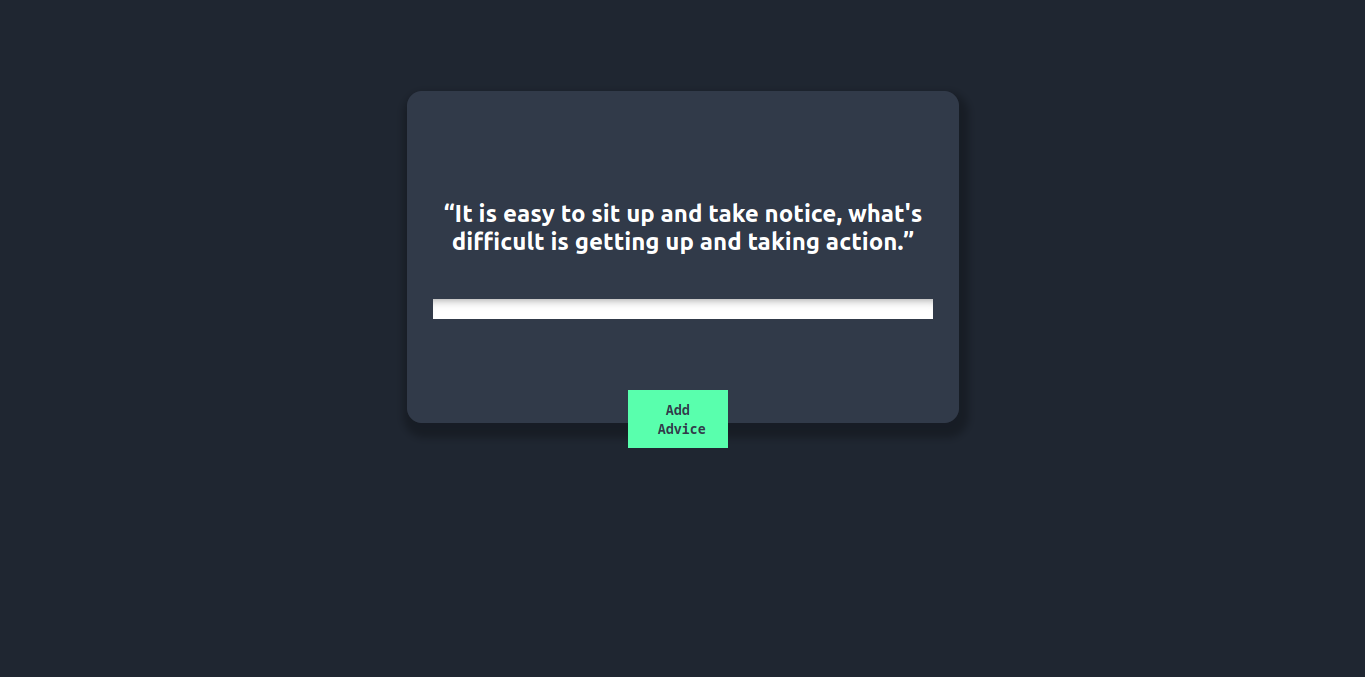 “It is easy to sit up and take notice, what's
difficult is getting up and taking action.”
Add
Advice